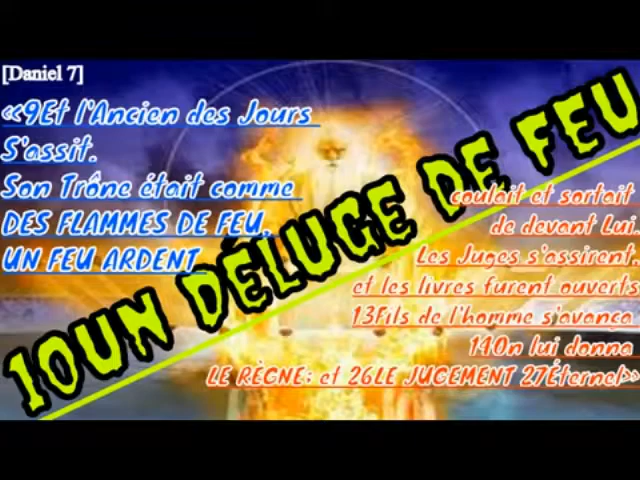 [Daniel 7]
«9Et l'Ancien des Jours
S'assit.
Son Trône était comme
DES FLAMMES DE FEU,
UN FEU ARDENT
10UN DÉLUGE DE FEU
coulait et sortait
de devant Lui.
Les Juges s'assirent.
et les livres furent ouverts
13Fils de l'homme s'avança
14On lui donna
LE RÈGNE: et 26LE JUGEMENT 27Éternel»